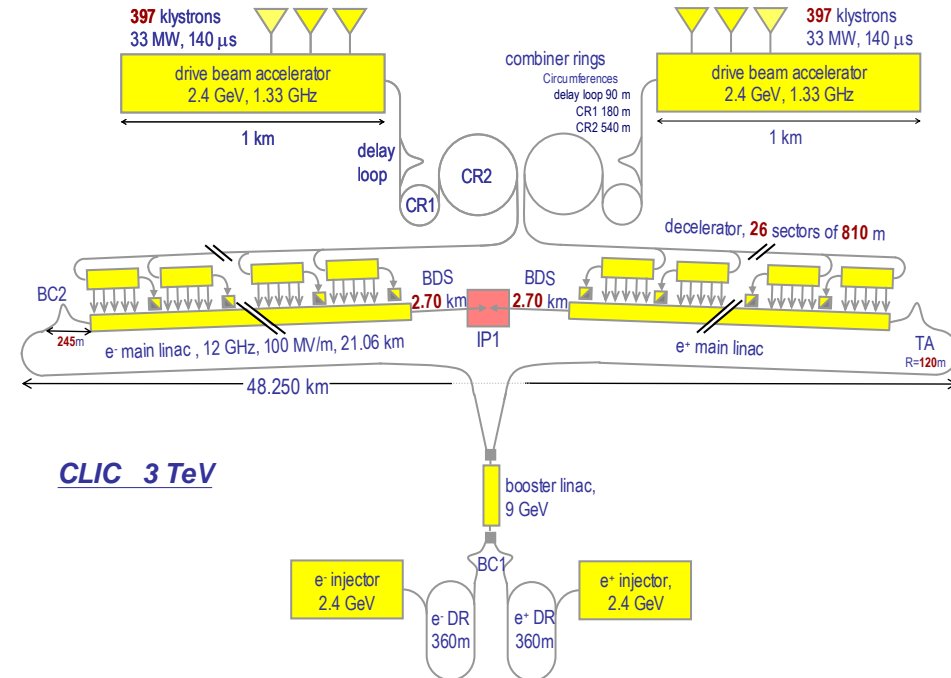 397 klystrons
33 MW, 140 µs
drive beam accelerator
2.4 GeV, 1.33 GHz
1 km
delay
loop
CR1
CR2
combiner rings
Circumferences
delay loop 90 m
CR1 180 m
CR2 540 m
397 klystrons
33 MW, 140 µs
drive beam accelerator
2.4 GeV, 1.33 GHz
1 km
decelerator, 26 sectors of 810 m
BC2
245m
BDS
2.70 km
IP1
BDS
2.70 km
e- main linac , 12 GHz, 100 MV/m, 21.06 km
e+ main linac
TA
R=120m
48.250 km
CLIC 3 TeV
booster linac,
9 GeV
BC1
e- injector
2.4 GeV
e- DR
360m
e+ DR
360m
e+ injector,
2.4 GeV